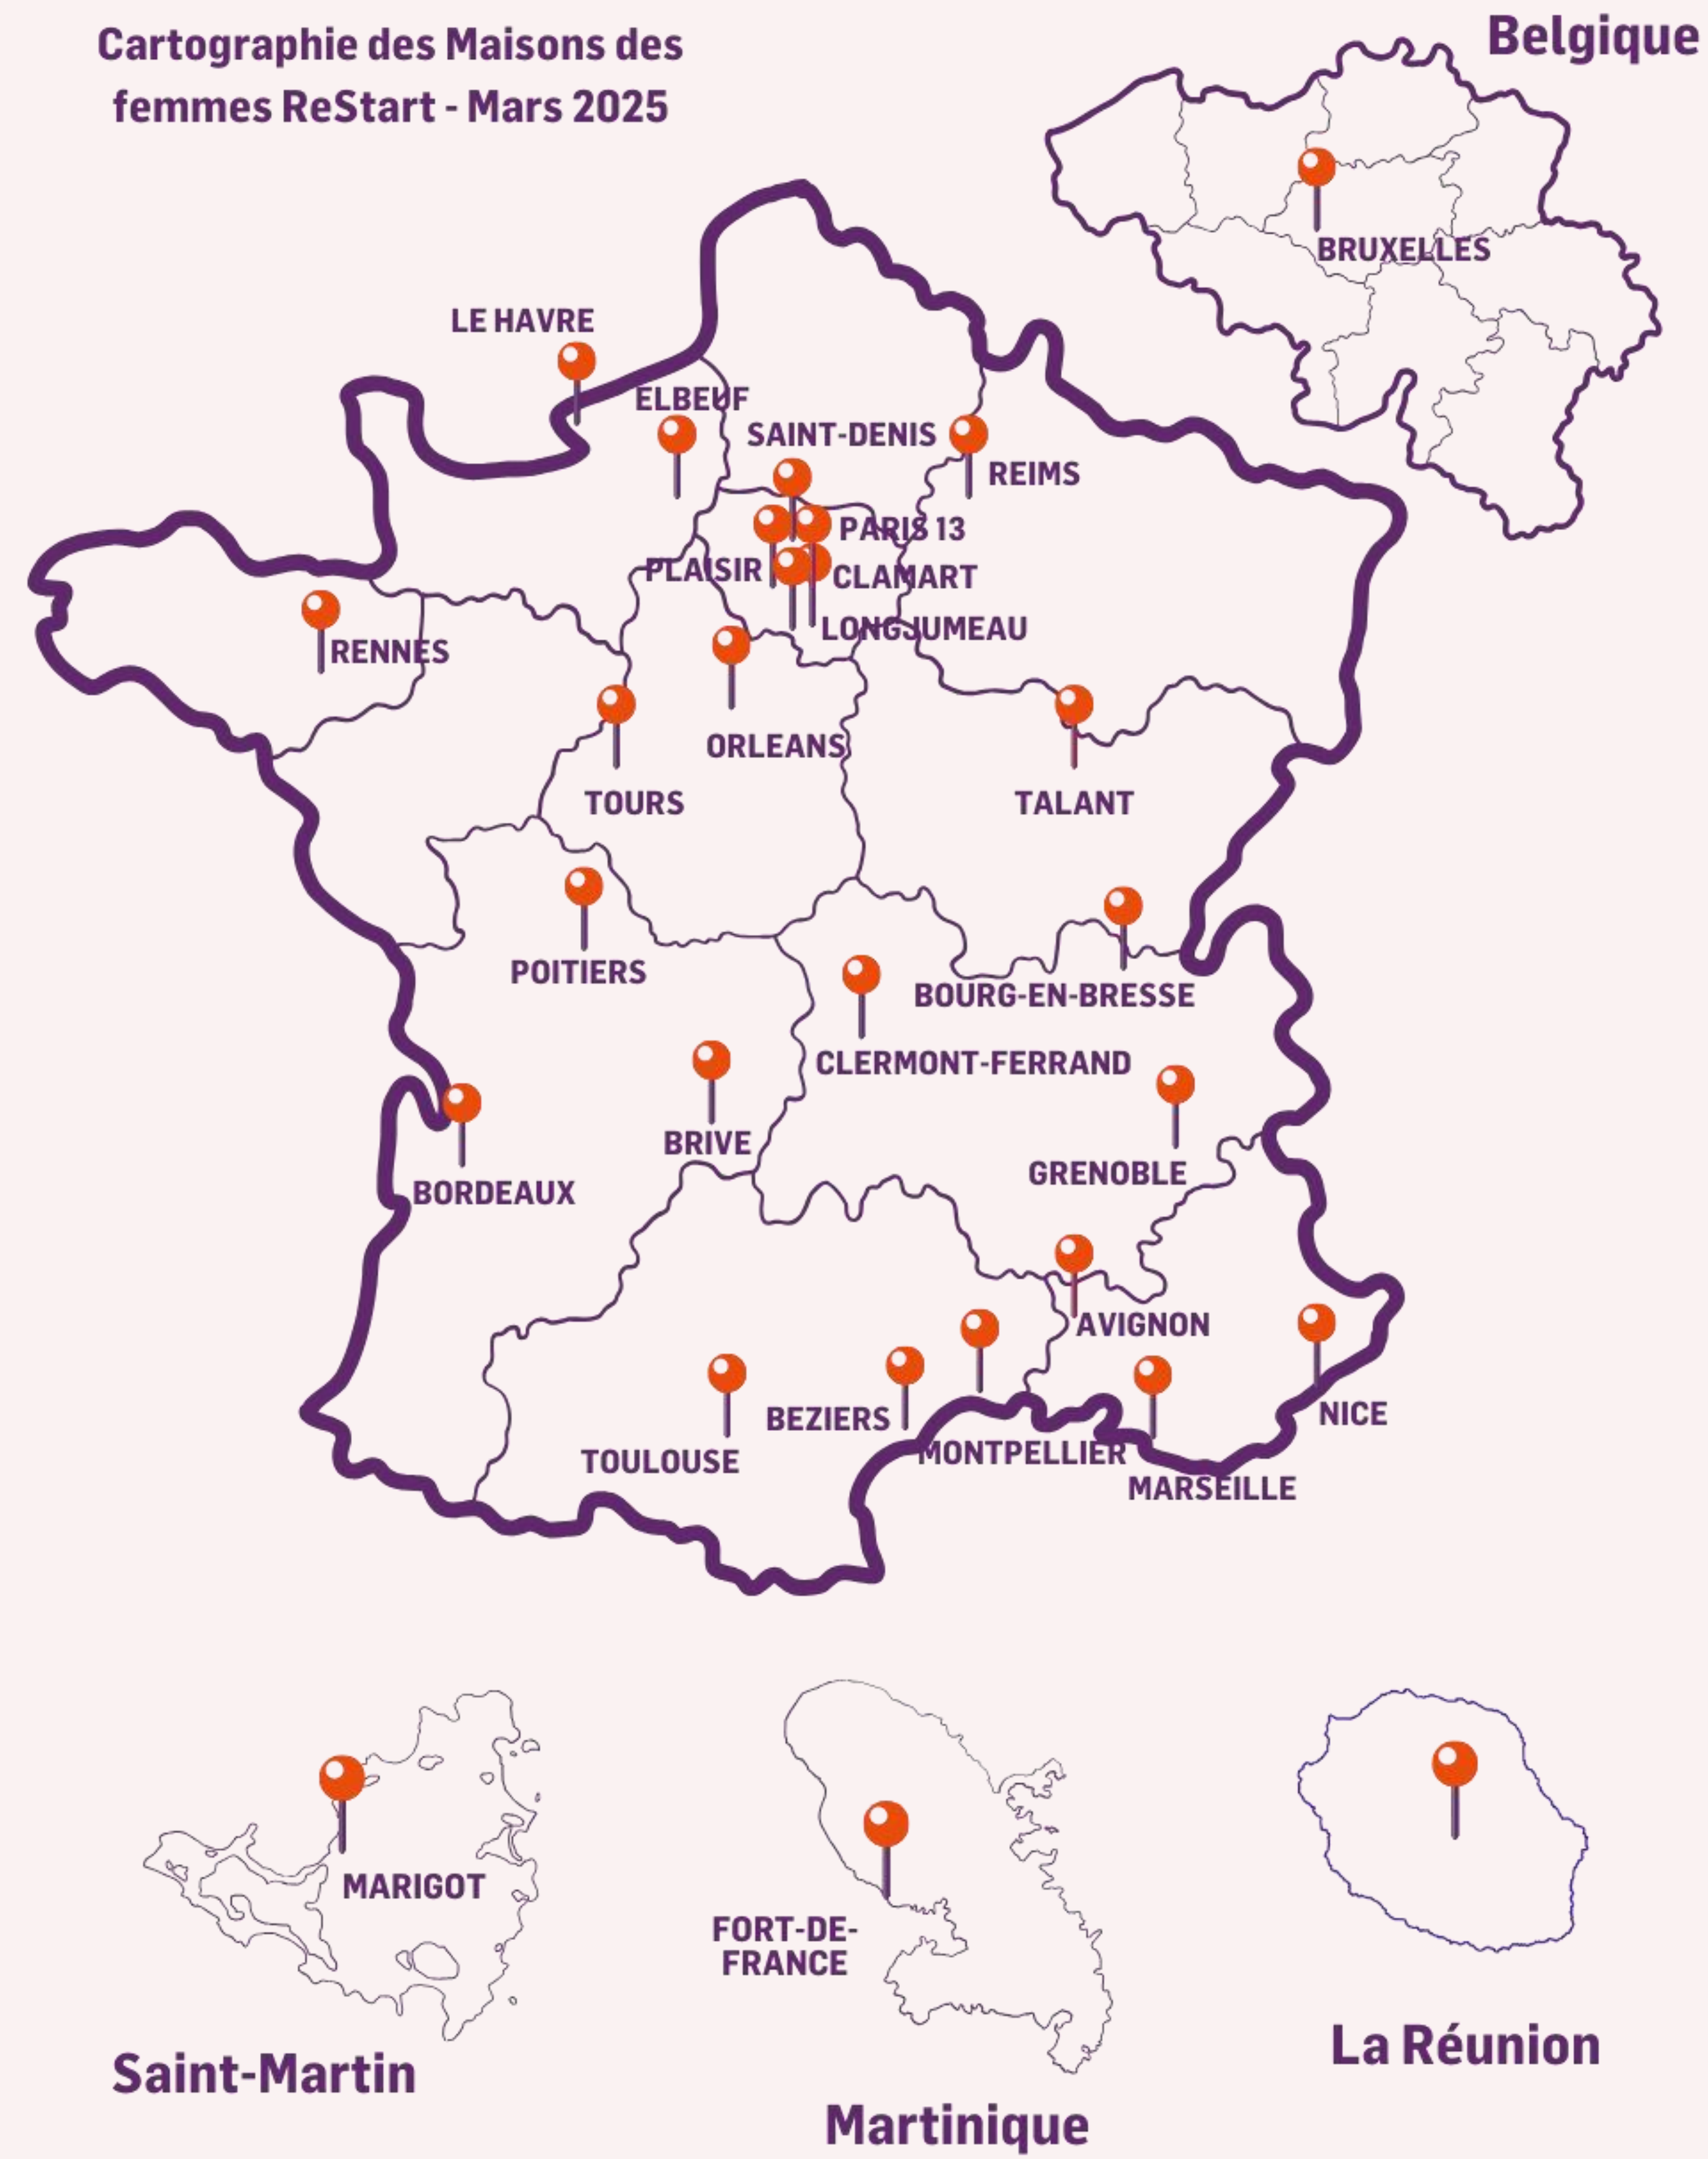 Cartographie des Maisons des
femmes ReStart - Mars 2025
Belgique
BRUXELLES
LE HAVRE
ELBEUF
SAINT-DENIS
REIMS
PARIS 13
PLAISIR
CLAMART
LONGJUMEAU
RENNES
ORLEANS
TOURS
TALANT
POITIERS
BOURG-EN-BRESSE
CLERMONT-FERRAND
BRIVE
GRENOBLE
BORDEAUX
AVIGNON
NICE
BEZIERS
MONTPELLIER
TOULOUSE
MARSEILLE
MARIGOT
FORT-DE-
FRANCE
Saint-Martin
Martinique
La Réunion